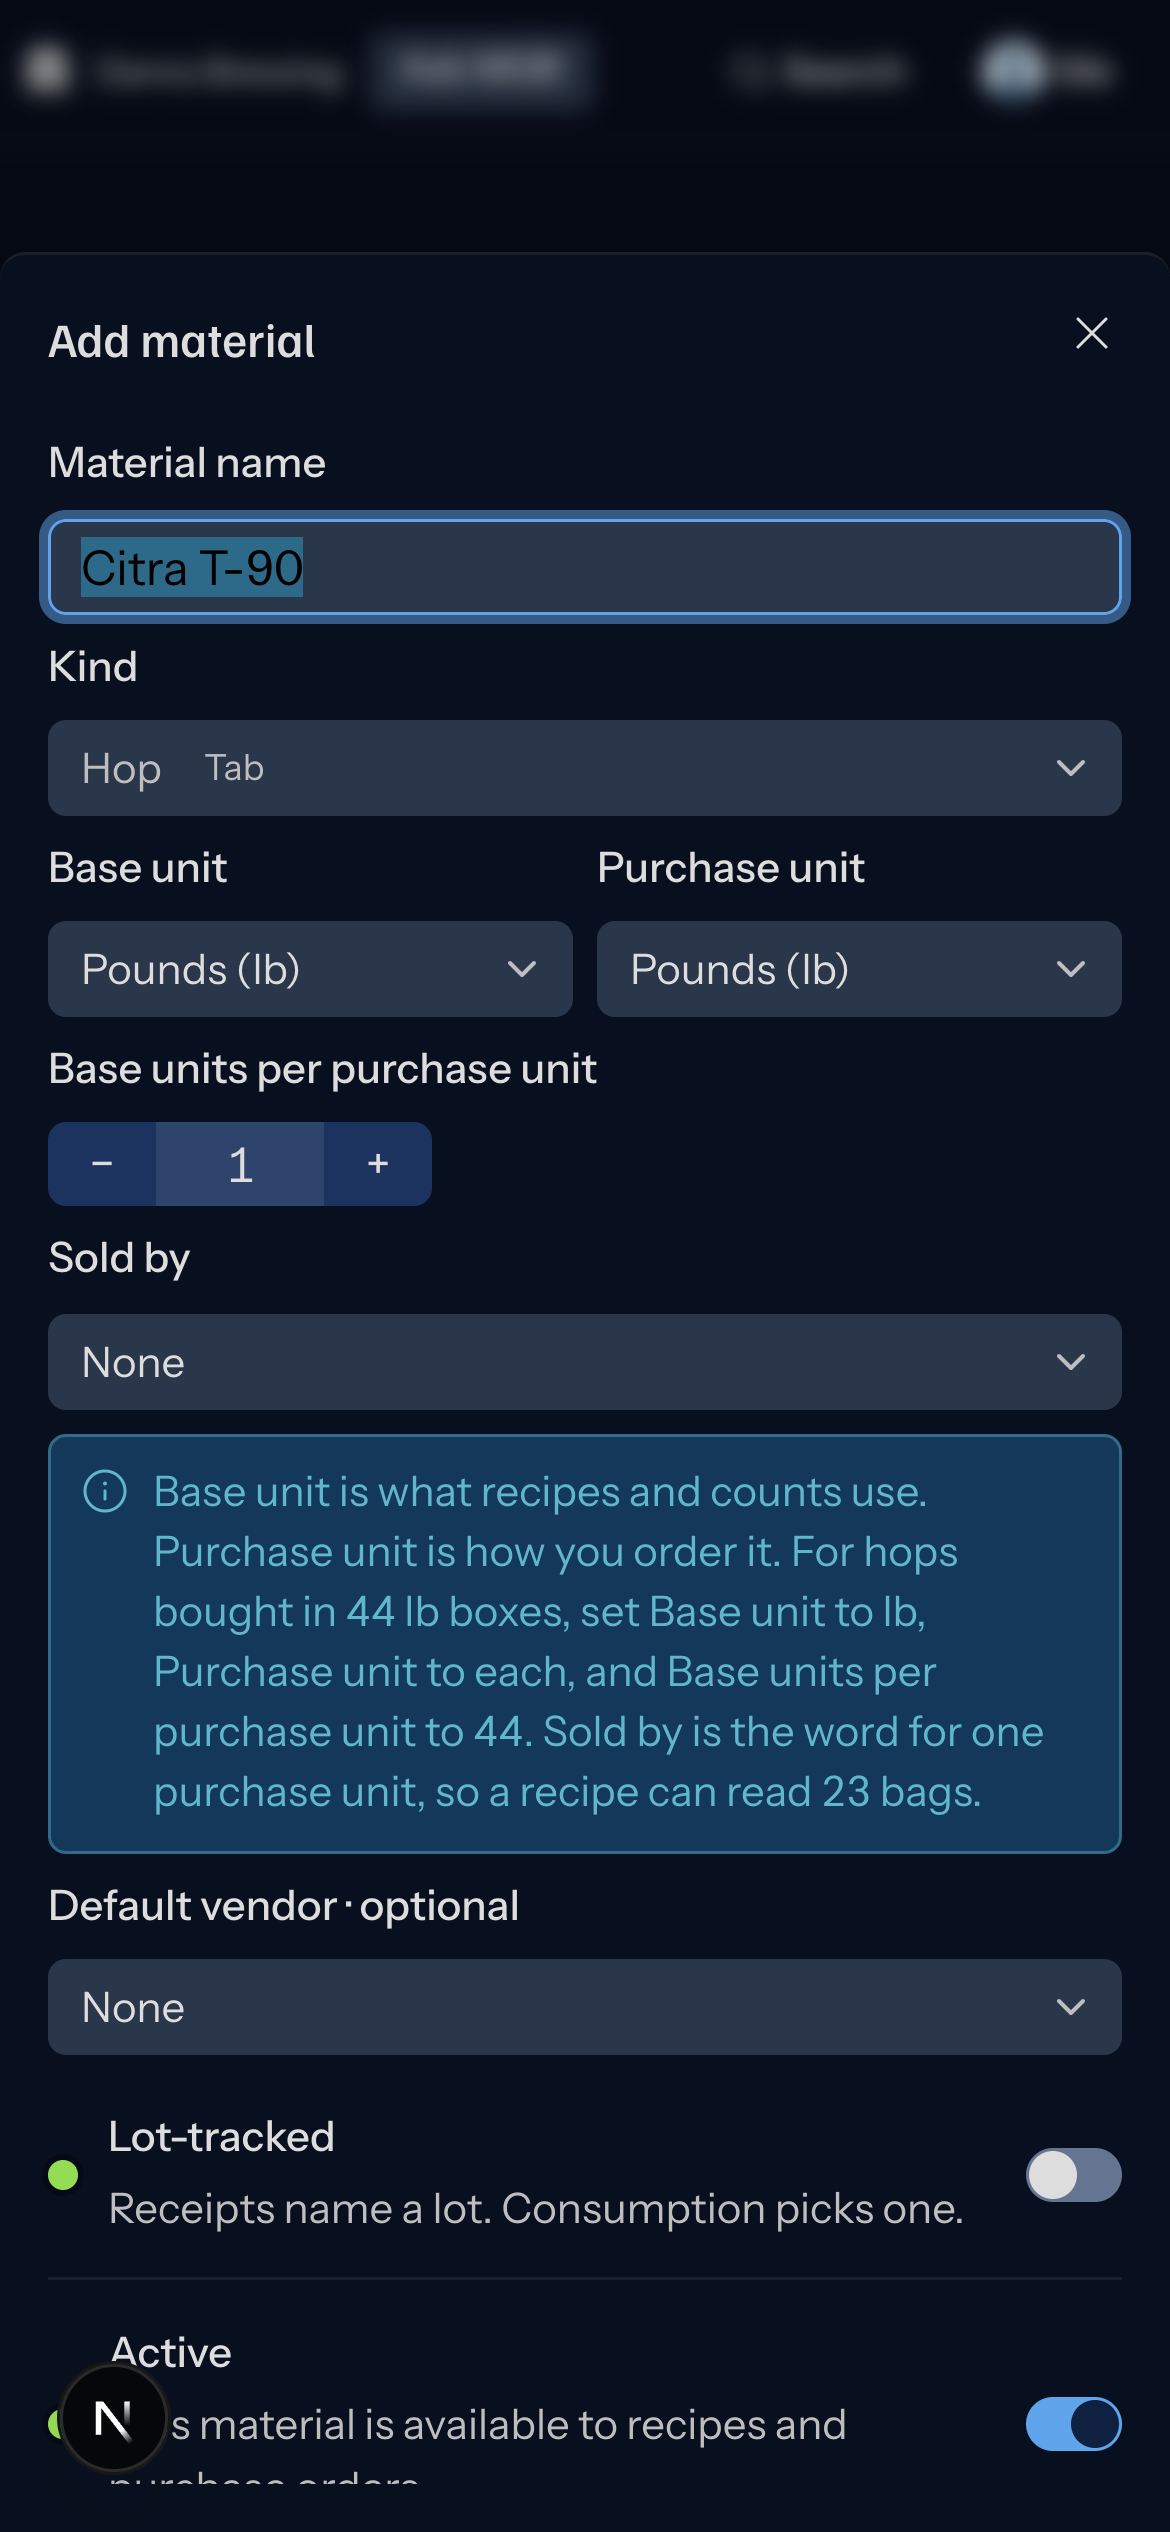 Search
Add material
Material name
Citra T-90
Kind
Hop Tab
Base unit Purchase unit
Pounds (lb) Pounds (lb)
Base units per purchase unit
− 1 +
Sold by
None
Base unit is what recipes and counts use.
Purchase unit is how you order it. For hops
bought in 44 lb boxes, set Base unit to lb,
Purchase unit to each, and Base units per
purchase unit to 44. Sold by is the word for one
purchase unit, so a recipe can read 23 bags.
Default vendor · optional
None
Lot-tracked
Receipts name a lot. Consumption picks one.
Active
N
material is available to recipes and
purchase orders